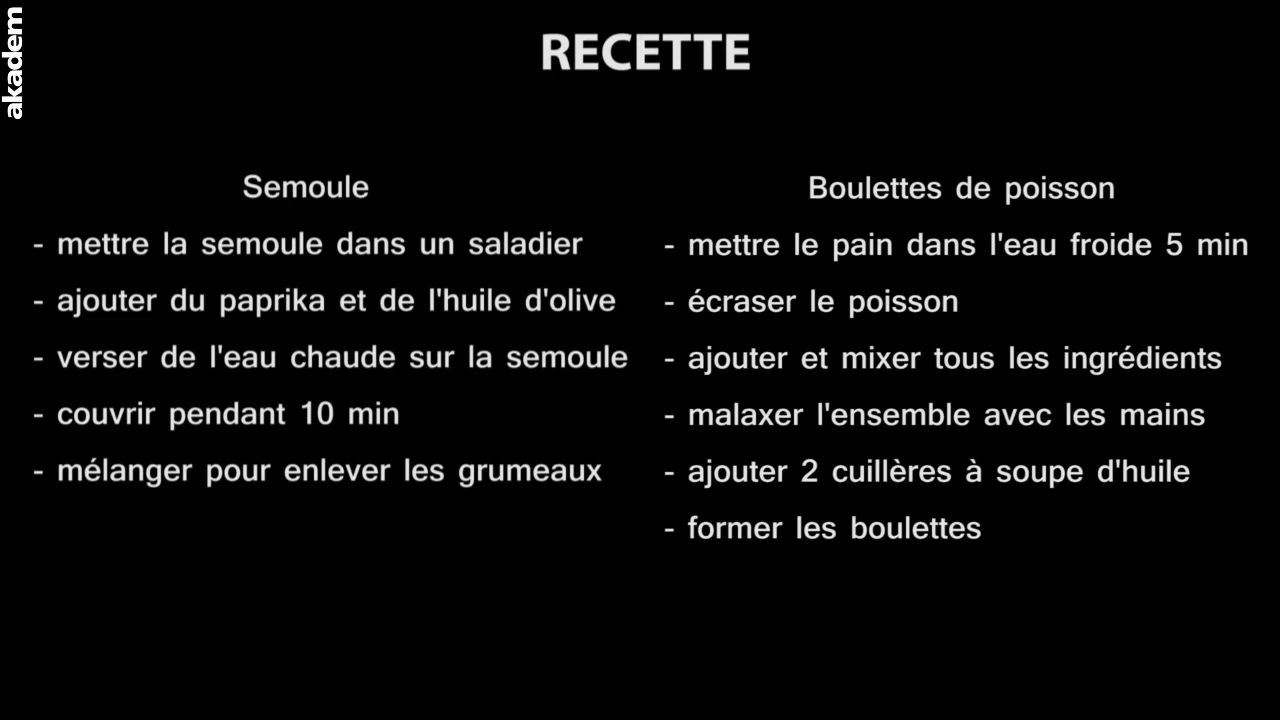 akadem
RECETTE
Semoule
- mettre la semoule dans un saladier
- ajouter du paprika et de l'huile d'olive
- verser de l'eau chaude sur la semoule
- couvrir pendant 10 min
- mélanger pour enlever les grumeaux
Boulettes de poisson
- mettre le pain dans l'eau froide 5 min
- écraser le poisson
- ajouter et mixer tous les ingrédients
- malaxer l'ensemble avec les mains
- ajouter 2 cuillères à soupe d'huile
- former les boulettes